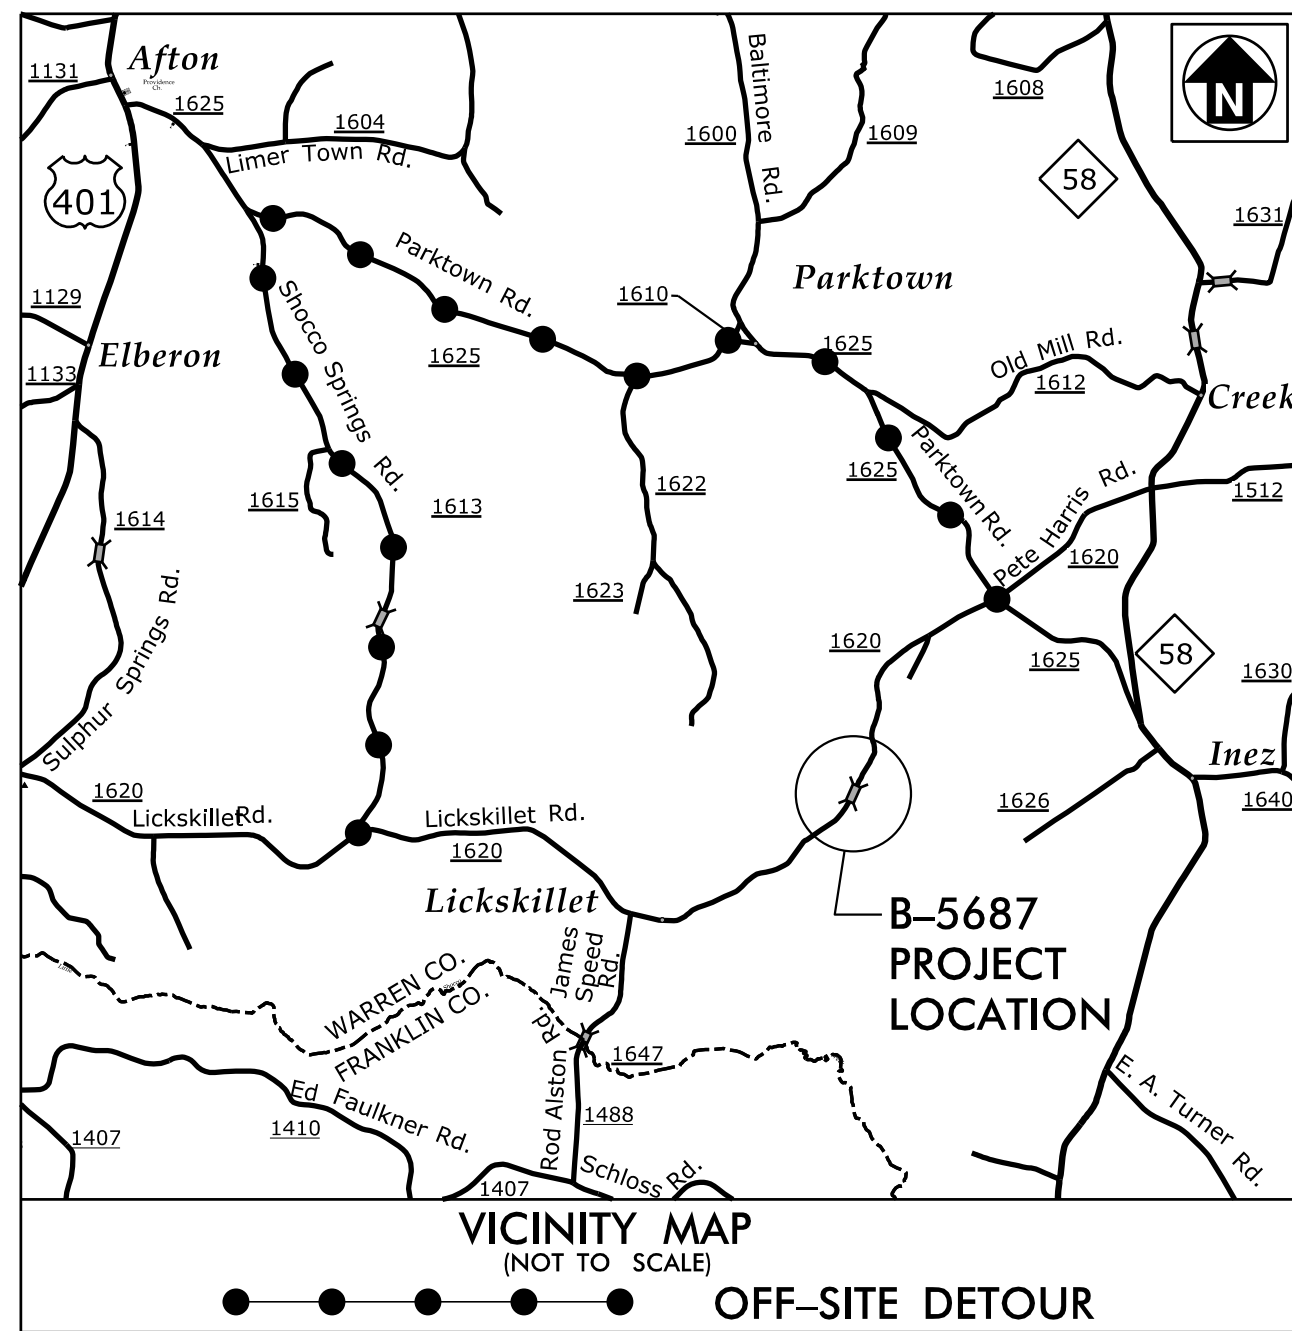 Afton
Providence
Ch.
1131
1625
1604
Limer Town Rd.
401
Baltimore Rd.
1600
1609
1608
N
58
1631
Parktown
Parktown Rd.
1625
1610
1129
Elberon
1133
Shocco Springs Rd.
1625
Old Mill Rd.
1612
Creek
1614
1615
1613
1622
1623
1625
Parktown Rd.
Pete Harris Rd.
1512
1620
1620
1625
58
1630
Inez
1640
1626
Sulphur Springs Rd.
1620
Lickskillet Rd.
Lickskillet Rd.
1620
Lickskillet
B–5687
PROJECT
LOCATION
James
Speed
Rd.
WARREN CO.
FRANKLIN CO.
1647
Rod Alston Rd.
1488
Ed Faulkner Rd.
1410
1407
1407
Schloss Rd.
E. A. Turner Rd.
VICINITY MAP
(NOT TO SCALE)
OFF–SITE DETOUR